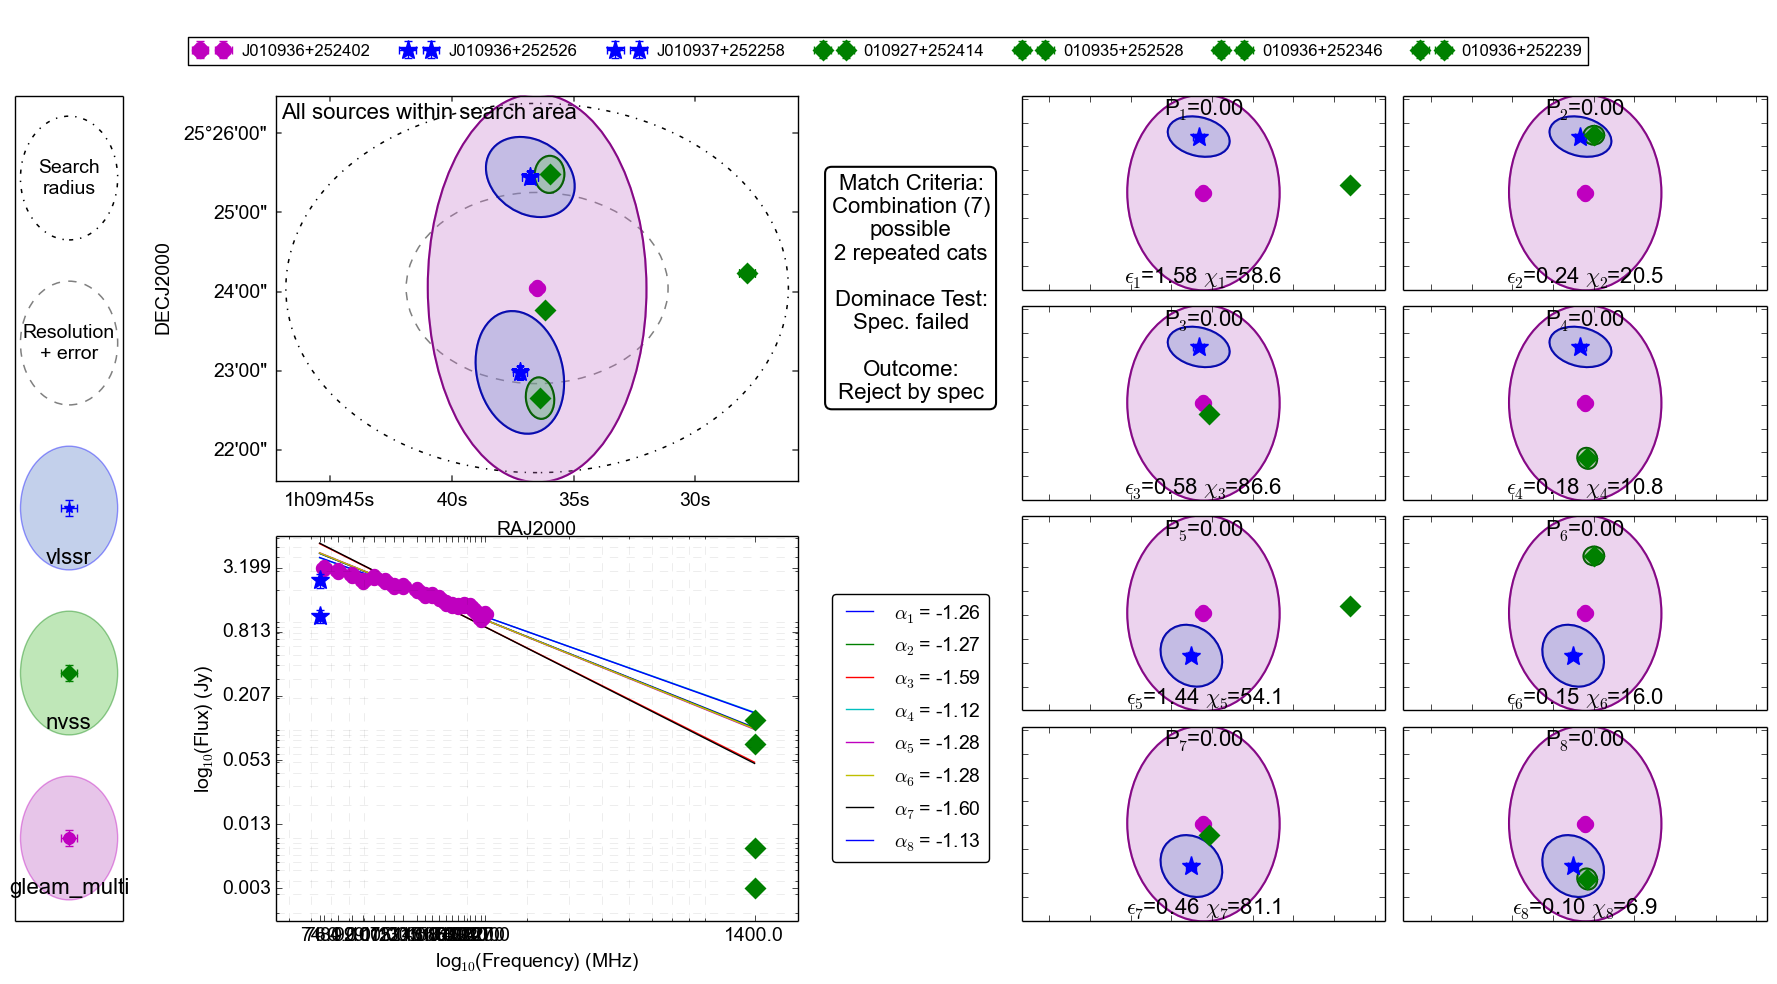 J010936+252402 J010936+252526 J010937+252258 010927+252414 010935+252528 010936+252346 010936+252239
Search
radius
Resolution
+ error
vlssr
nvss
gleam_multi
All sources within search area
25°26'00"
25'00"
24'00"
23'00"
22'00"
DECJ2000
1h09m45s 40s 35s 30s
RAJ2000
Match Criteria:
Combination (7)
possible
2 repeated cats
Dominace Test:
Spec. failed
Outcome:
Reject by spec
3.199
0.813
0.207
0.053
0.013
0.003
log₁₀(Flux) (Jy)
1400.0
log₁₀(Frequency) (MHz)
α₁ = -1.26
α₂ = -1.27
α₃ = -1.59
α₄ = -1.12
α₅ = -1.28
α₆ = -1.28
α₇ = -1.60
α₈ = -1.13
P₁=0.00
ϵ₁=1.58 χ₁=58.6
P₂=0.00
ϵ₂=0.24 χ₂=20.5
P₃=0.00
ϵ₃=0.58 χ₃=86.6
P₄=0.00
ϵ₄=0.18 χ₄=10.8
P₅=0.00
ϵ₅=1.44 χ₅=54.1
P₆=0.00
ϵ₆=0.15 χ₆=16.0
P₇=0.00
ϵ₇=0.46 χ₇=81.1
P₈=0.00
ϵ₈=0.10 χ₈=6.9